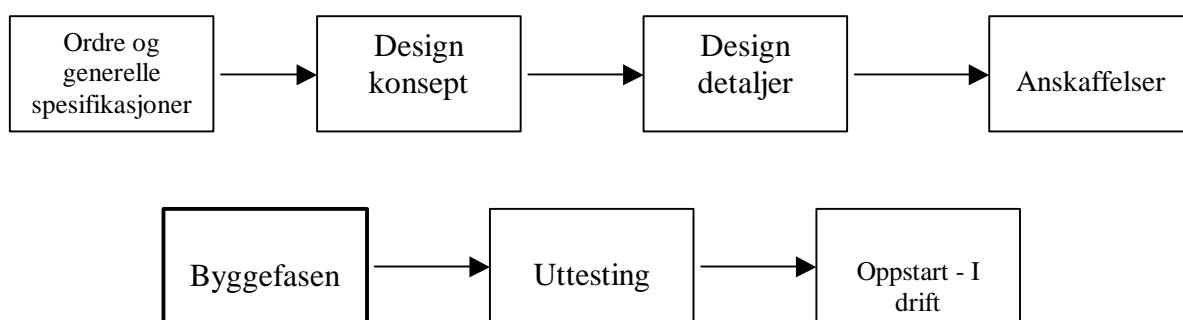 Ordre og
generelle
spesifikasjoner
Design
konsept
Design
detaljer
Anskaffelser
Byggefasen
Uttesting
Oppstart - I
drift